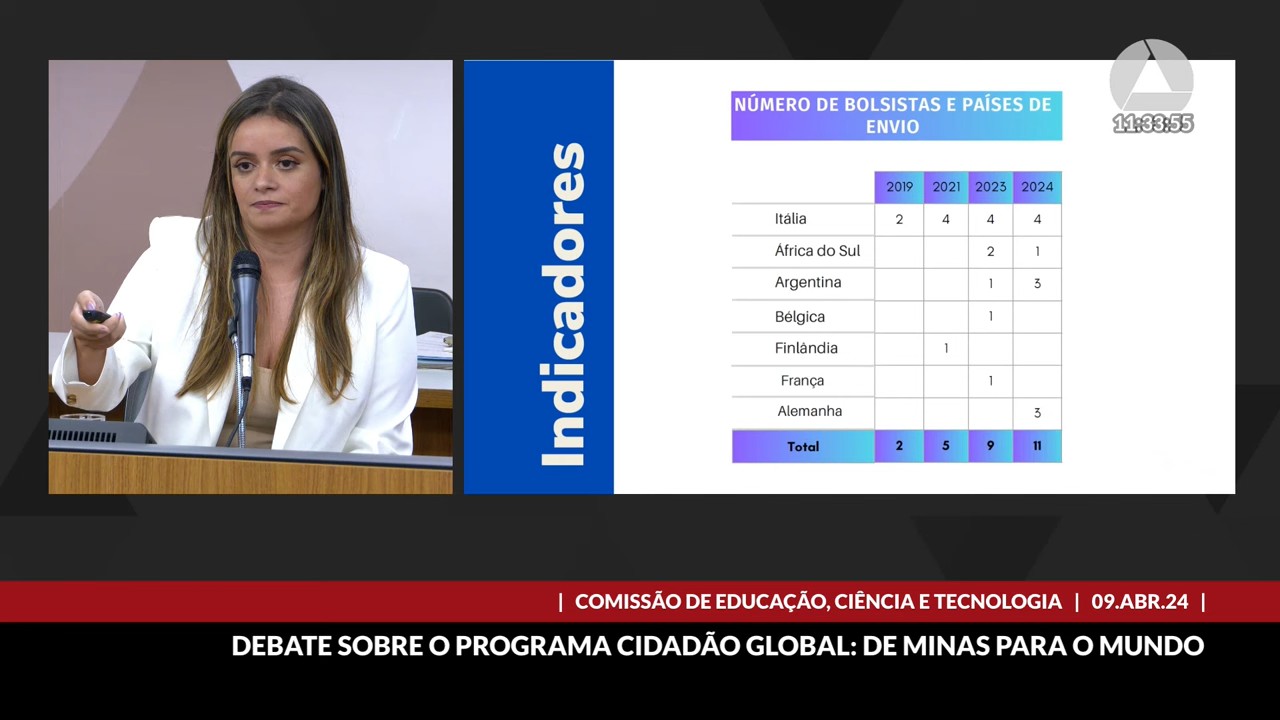 11:33:55
Indicadores
NÚMERO DE BOLSISTAS E PAÍSES DE
ENVIO
2019 2021 2023 2024
Itália 2 4 4 4
África do Sul 2 1
Argentina 1 3
Bélgica 1
Finlândia 1
França 1
Alemanha 3
Total 2 5 9 11
| COMISSÃO DE EDUCAÇÃO, CIÊNCIA E TECNOLOGIA | 09.ABR.24 |
DEBATE SOBRE O PROGRAMA CIDADÃO GLOBAL: DE MINAS PARA O MUNDO